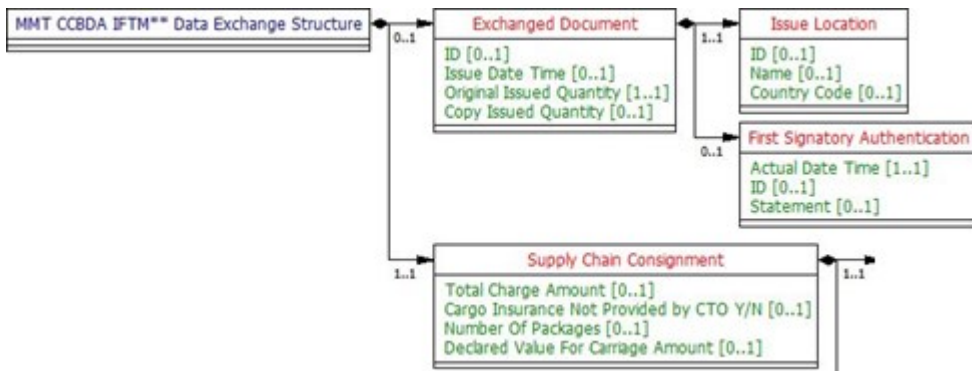 MMT CCBDA IFTM** Data Exchange Structure
0..1
Exchanged Document
ID [0..1]
Issue Date Time [0..1]
Original Issued Quantity [1..1]
Copy Issued Quantity [0..1]
1..1
Issue Location
ID [0..1]
Name [0..1]
Country Code [0..1]
0..1
First Signatory Authentication
Actual Date Time [1..1]
ID [0..1]
Statement [0..1]
1..1
Supply Chain Consignment
Total Charge Amount [0..1]
Cargo Insurance Not Provided by CTO Y/N [0..1]
Number Of Packages [0..1]
Declared Value For Carriage Amount [0..1]
1..1